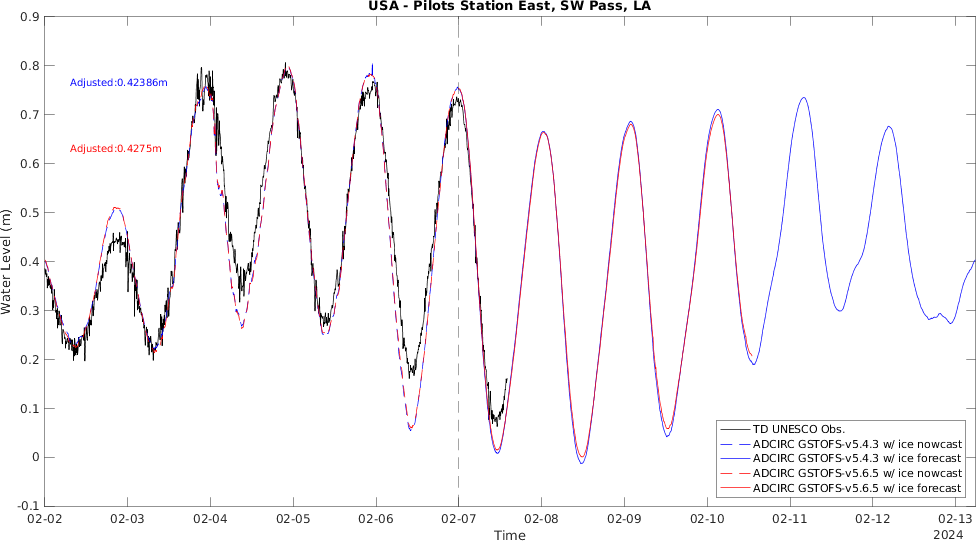 USA - Pilots Station East, SW Pass, LA
0.9
0.8
0.7
0.6
0.5
0.4
0.3
0.2
0.1
0
-0.1
Water Level (m)
Adjusted:0.42386m
Adjusted:0.4275m
TD UNESCO Obs.
ADCIRC GSTOFS-v5.4.3 w/ ice nowcast
ADCIRC GSTOFS-v5.4.3 w/ ice forecast
ADCIRC GSTOFS-v5.6.5 w/ ice nowcast
ADCIRC GSTOFS-v5.6.5 w/ ice forecast
02-02 02-03 02-04 02-05 02-06 02-07 02-08 02-09 02-10 02-11 02-12 02-13
Time
2024